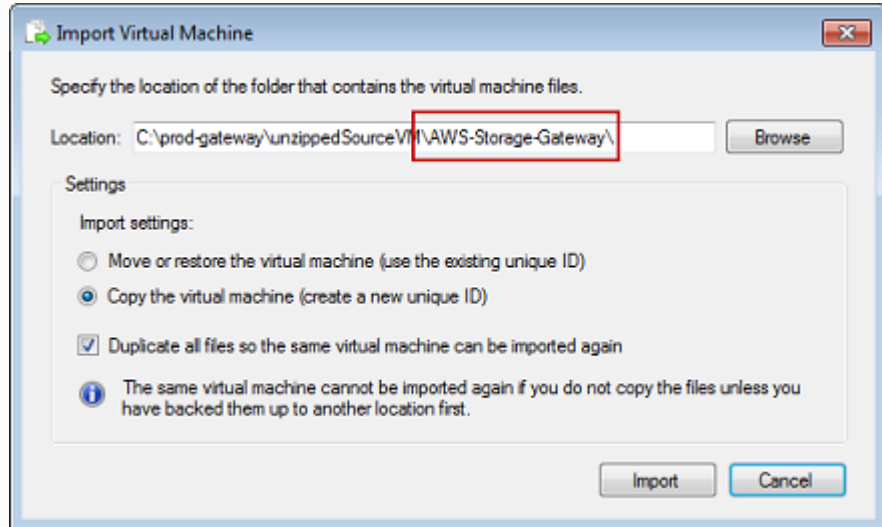 Import Virtual Machine
Specify the location of the folder that contains the virtual machine files.
Location: C:\prod-gateway\unzippedSourceVM\AWS-Storage-Gateway\ Browse
Settings
Import settings:
Move or restore the virtual machine (use the existing unique ID)
Copy the virtual machine (create a new unique ID)
Duplicate all files so the same virtual machine can be imported again
The same virtual machine cannot be imported again if you do not copy the files unless you
have backed them up to another location first.
Import Cancel